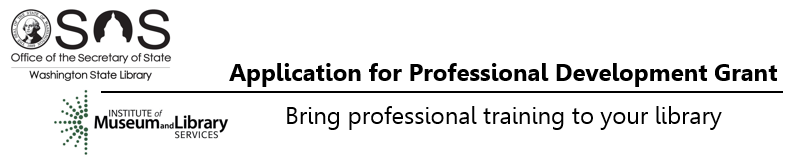 SOS
Office of the Secretary of State
Washington State Library
Application for Professional Development Grant
INSTITUTE of
Museum and Library
SERVICES
Bring professional training to your library